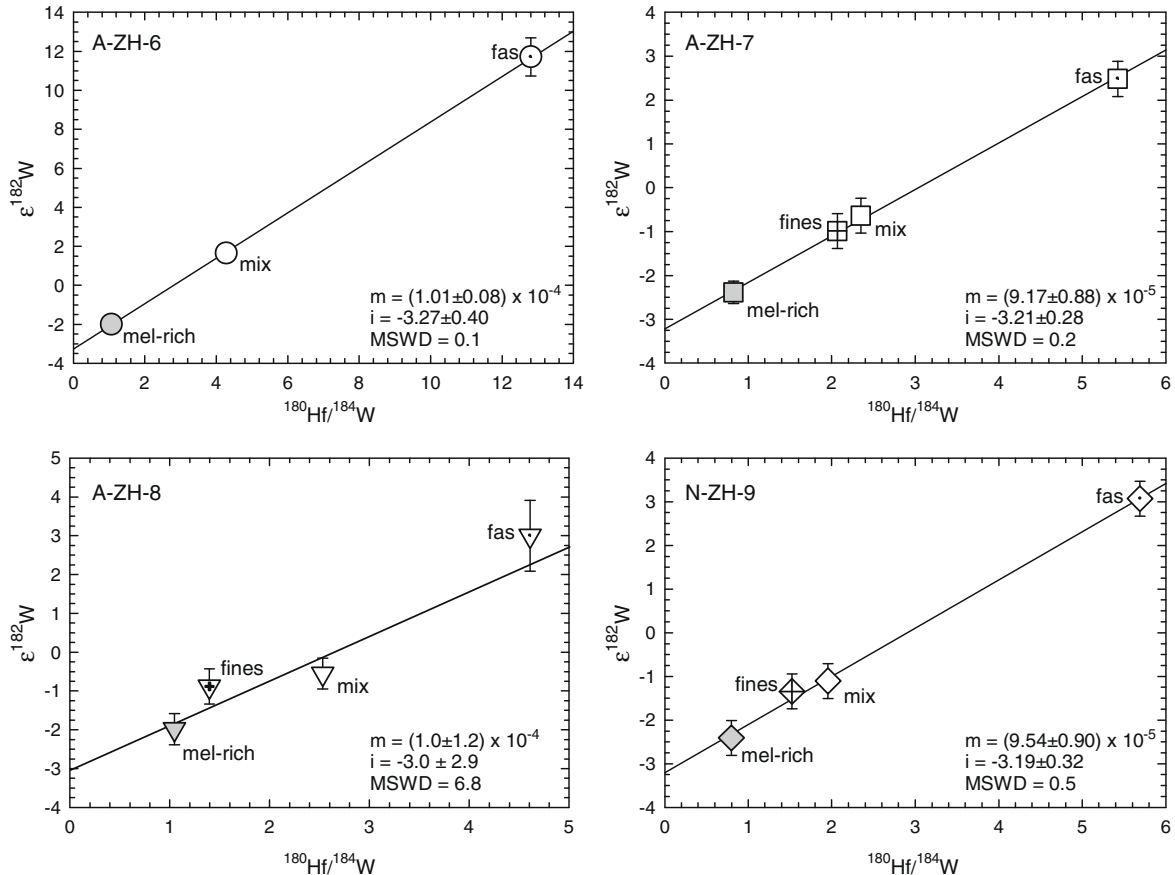 A-ZH-6
fas
mix
mel-rich
m = (1.01±0.08) x 10⁻⁴
i = -3.27±0.40
MSWD = 0.1
ε¹⁸²W
14
12
10
8
6
4
2
0
-2
-4
0 2 4 6 8 10 12 14
¹⁸⁰Hf/¹⁸⁴W
A-ZH-7
fas
fines
mix
mel-rich
m = (9.17±0.88) x 10⁻⁵
i = -3.21±0.28
MSWD = 0.2
ε¹⁸²W
4
3
2
1
0
-1
-2
-3
-4
0 1 2 3 4 5 6
¹⁸⁰Hf/¹⁸⁴W
A-ZH-8
fas
fines
mix
mel-rich
m = (1.0±1.2) x 10⁻⁴
i = -3.0 ± 2.9
MSWD = 6.8
ε¹⁸²W
5
4
3
2
1
0
-1
-2
-3
-4
0 1 2 3 4 5
¹⁸⁰Hf/¹⁸⁴W
N-ZH-9
fas
fines
mix
mel-rich
m = (9.54±0.90) x 10⁻⁵
i = -3.19±0.32
MSWD = 0.5
ε¹⁸²W
4
3
2
1
0
-1
-2
-3
-4
0 1 2 3 4 5 6
¹⁸⁰Hf/¹⁸⁴W